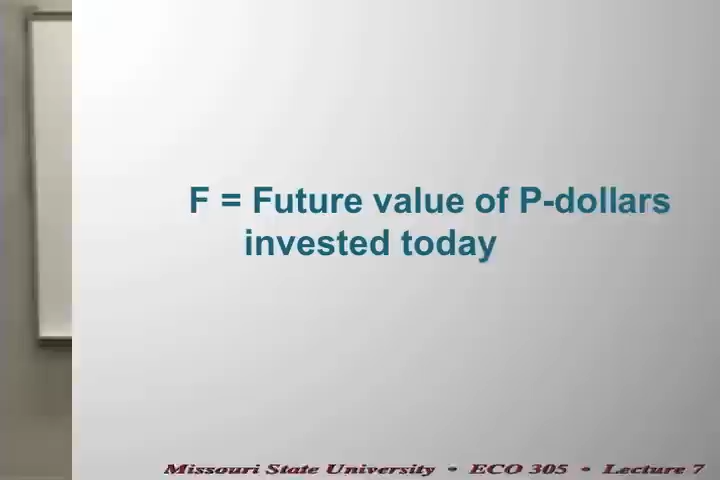 F = Future value of P-dollars
invested today
Missouri State University • ECO 305 • Lecture 7